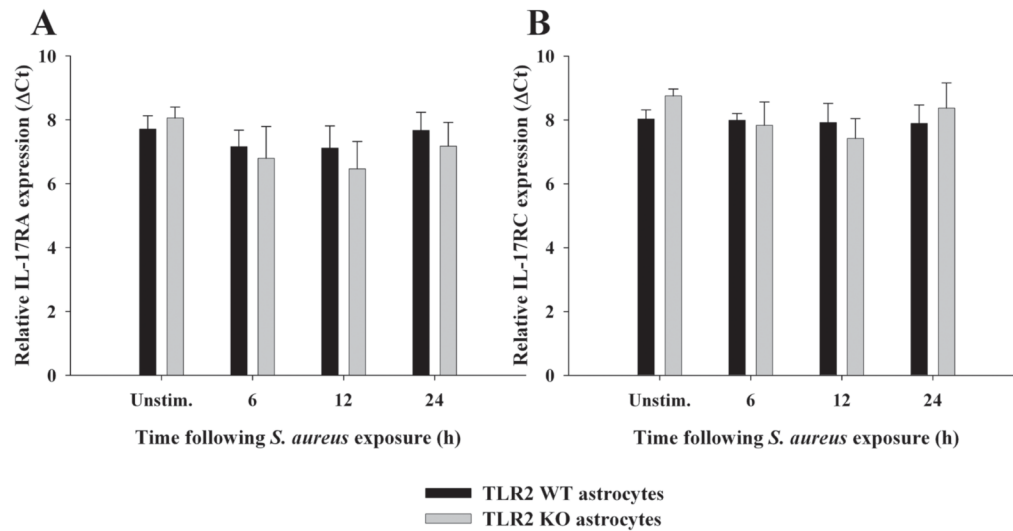 A
Relative IL-17RA expression (ΔCt)
10
8
6
4
2
0
Unstim. 6 12 24
Time following S. aureus exposure (h)
B
Relative IL-17RC expression (ΔCt)
10
8
6
4
2
0
Unstim. 6 12 24
Time following S. aureus exposure (h)
TLR2 WT astrocytes
TLR2 KO astrocytes